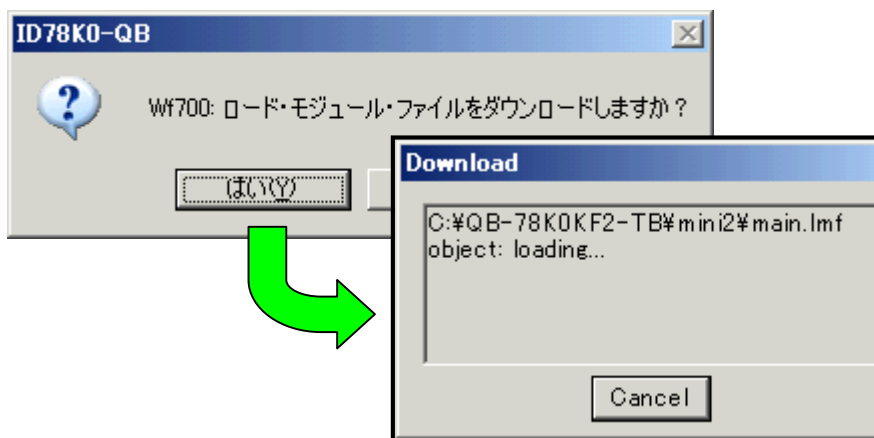 ID78K0-QB
Wf700: ロード・モジュール・ファイルをダウンロードしますか？
はい(Y)
Download
C:¥QB-78K0KF2-TB¥mini2¥main.lmf
object: loading...
Cancel